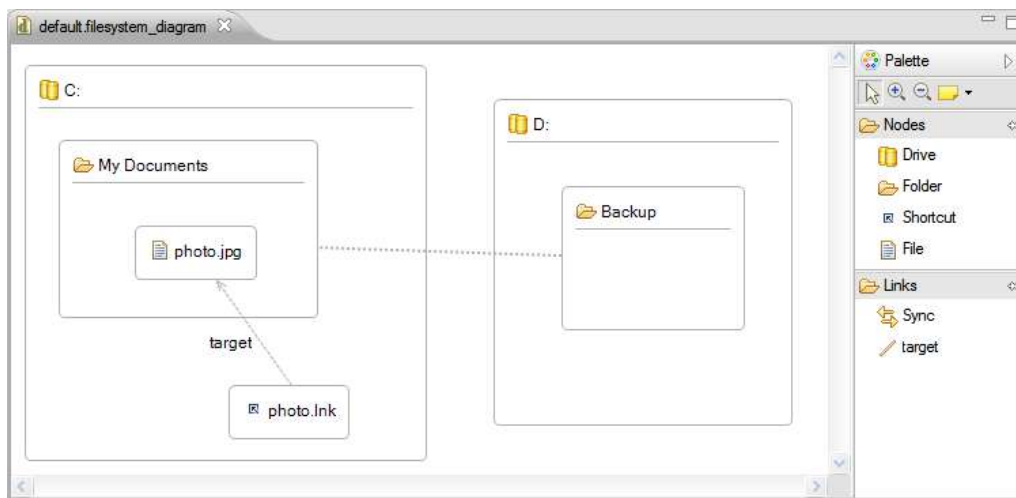 default.filesystem_diagram
C:
My Documents
photo.jpg
target
photo.lnk
D:
Backup
Palette
Nodes
Drive
Folder
Shortcut
File
Links
Sync
target